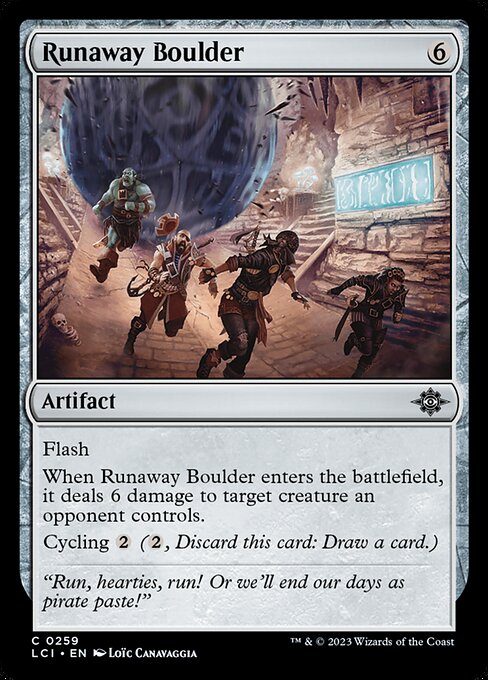 Runaway Boulder 6
Artifact
Flash
When Runaway Boulder enters the battlefield,
it deals 6 damage to target creature an
opponent controls.
Cycling 2 (2, Discard this card: Draw a card.)
“Run, hearties, run! Or we’ll end our days as
pirate paste!”
C 0259
LCI • EN Loïc Canavaggia ™ & © 2023 Wizards of the Coast